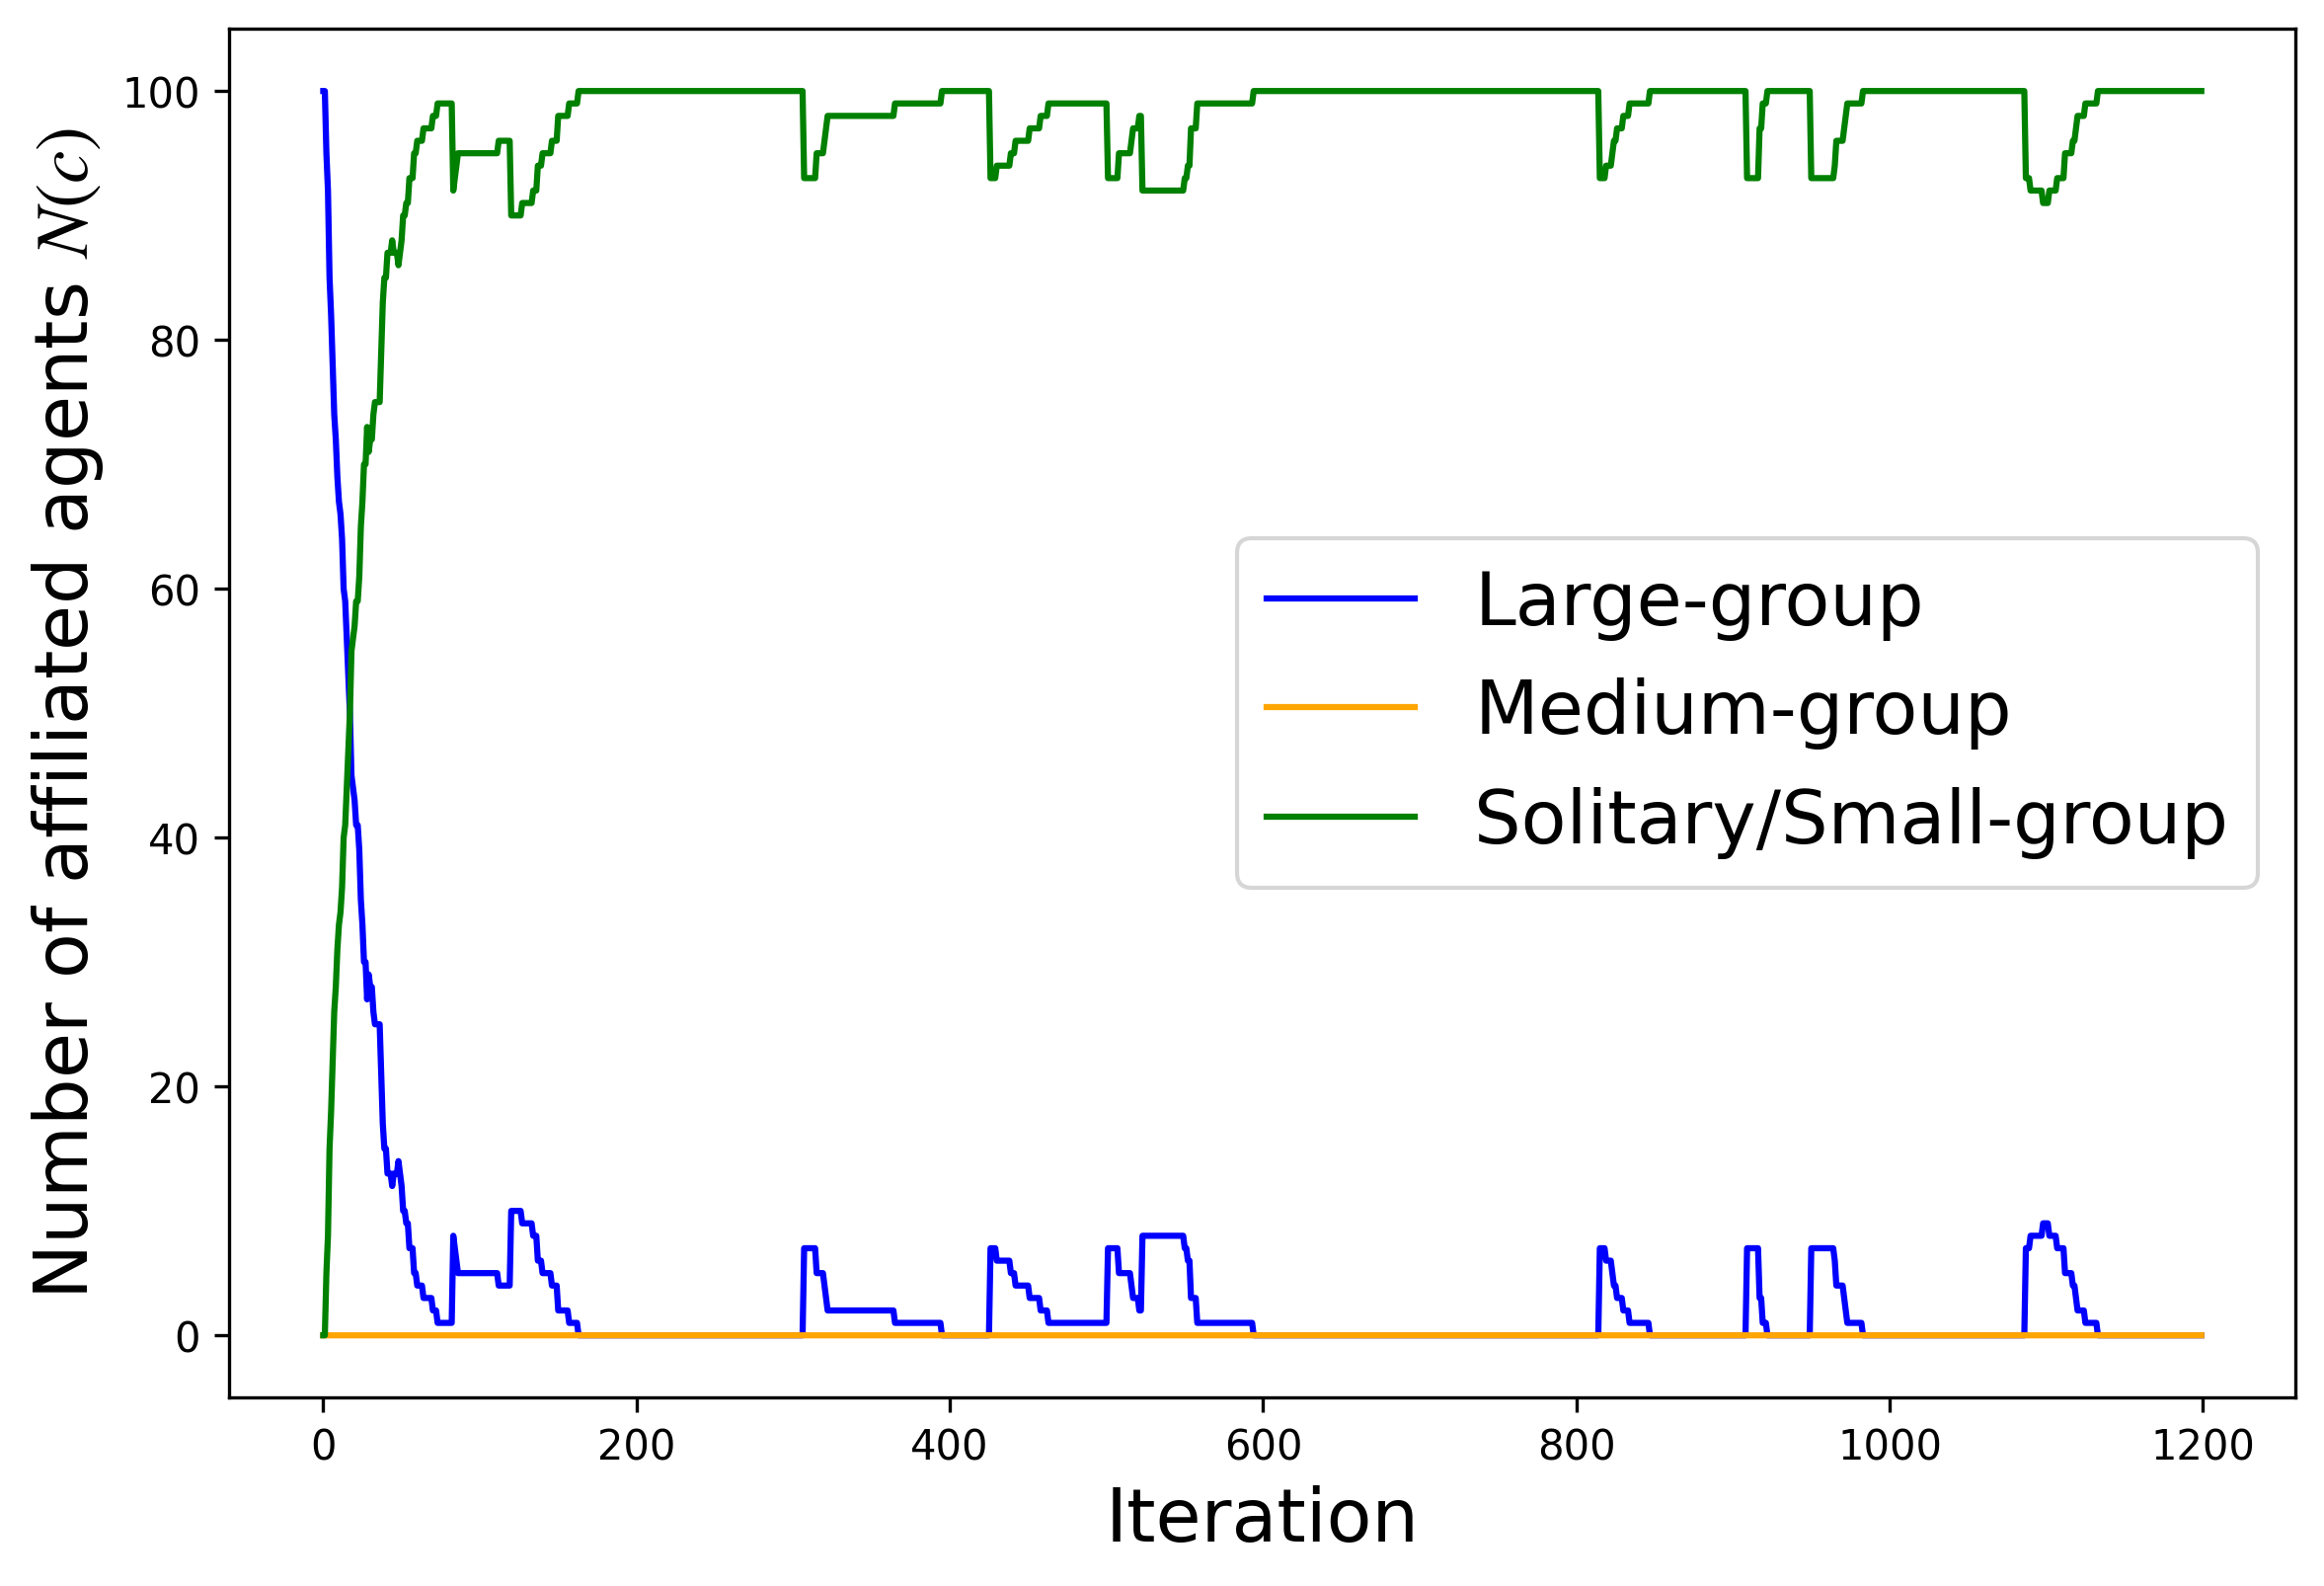 Number of affiliated agents N(c)
100
80
60
40
20
0
Large-group
Medium-group
Solitary/Small-group
0 200 400 600 800 1000 1200
Iteration